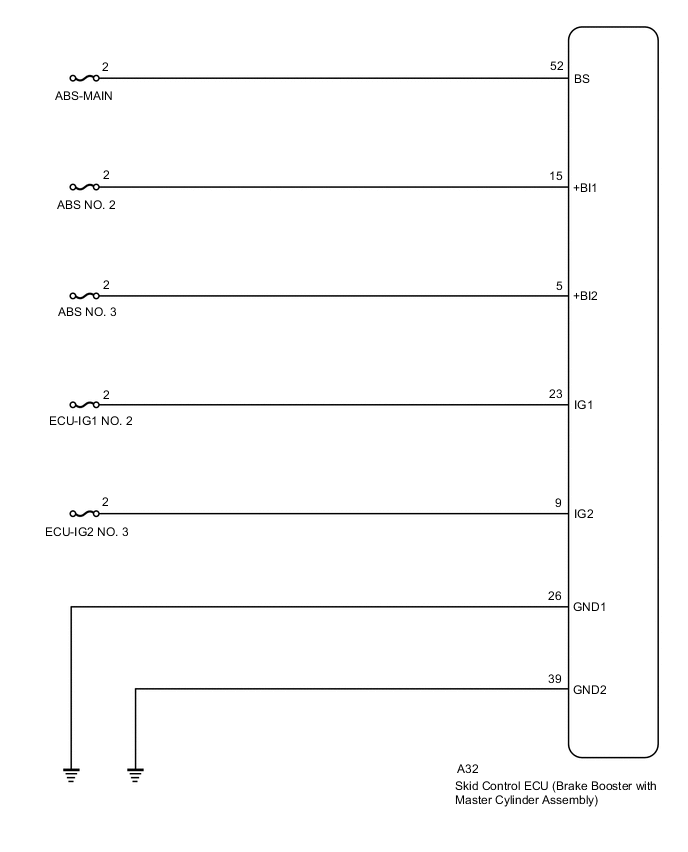 2
52
BS
ABS-MAIN
2
15
+BI1
ABS NO. 2
2
5
+BI2
ABS NO. 3
2
23
IG1
ECU-IG1 NO. 2
2
9
IG2
ECU-IG2 NO. 3
26
GND1
39
GND2
A32
Skid Control ECU (Brake Booster with
Master Cylinder Assembly)